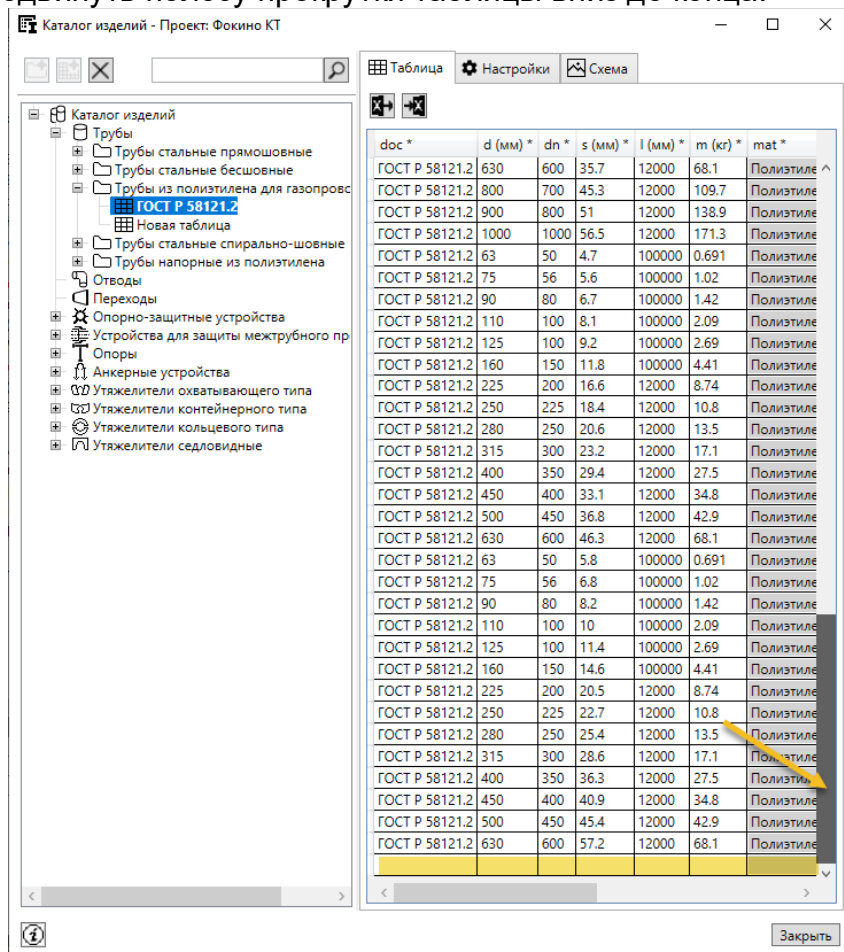 Каталог изделий - Проект: Фокино КТ
Таблица Настройки Схема
Каталог изделий
Трубы
Трубы стальные прямошовные
Трубы стальные бесшовные
Трубы из полиэтилена для газопровс
ГОСТ Р 58121.2
Новая таблица
Трубы стальные спирально-шовные
Трубы напорные из полиэтилена
Отводы
Переходы
Опорно-защитные устройства
Устройства для защиты межтрубного пр
Опоры
Анкерные устройства
Утяжелители охватывающего типа
Утяжелители контейнерного типа
Утяжелители кольцевого типа
Утяжелители седловидные
doc * d (мм) * dn * s (мм) * l (мм) * m (кг) * mat *
ГОСТ Р 58121.2 630 600 35.7 12000 68.1 Полиэтиле
ГОСТ Р 58121.2 800 700 45.3 12000 109.7 Полиэтиле
ГОСТ Р 58121.2 900 800 51 12000 138.9 Полиэтиле
ГОСТ Р 58121.2 1000 1000 56.5 12000 171.3 Полиэтиле
ГОСТ Р 58121.2 63 50 4.7 100000 0.691 Полиэтиле
ГОСТ Р 58121.2 75 56 5.6 100000 1.02 Полиэтиле
ГОСТ Р 58121.2 90 80 6.7 100000 1.42 Полиэтиле
ГОСТ Р 58121.2 110 100 8.1 100000 2.09 Полиэтиле
ГОСТ Р 58121.2 125 100 9.2 100000 2.69 Полиэтиле
ГОСТ Р 58121.2 160 150 11.8 100000 4.41 Полиэтиле
ГОСТ Р 58121.2 225 200 16.6 12000 8.74 Полиэтиле
ГОСТ Р 58121.2 250 225 18.4 12000 10.8 Полиэтиле
ГОСТ Р 58121.2 280 250 20.6 12000 13.5 Полиэтиле
ГОСТ Р 58121.2 315 300 23.2 12000 17.1 Полиэтиле
ГОСТ Р 58121.2 400 350 29.4 12000 27.5 Полиэтиле
ГОСТ Р 58121.2 450 400 33.1 12000 34.8 Полиэтиле
ГОСТ Р 58121.2 500 450 36.8 12000 42.9 Полиэтиле
ГОСТ Р 58121.2 630 600 46.3 12000 68.1 Полиэтиле
ГОСТ Р 58121.2 63 50 5.8 100000 0.691 Полиэтиле
ГОСТ Р 58121.2 75 56 6.8 100000 1.02 Полиэтиле
ГОСТ Р 58121.2 90 80 8.2 100000 1.42 Полиэтиле
ГОСТ Р 58121.2 110 100 10 100000 2.09 Полиэтиле
ГОСТ Р 58121.2 125 100 11.4 100000 2.69 Полиэтиле
ГОСТ Р 58121.2 160 150 14.6 100000 4.41 Полиэтиле
ГОСТ Р 58121.2 225 200 20.5 12000 8.74 Полиэтиле
ГОСТ Р 58121.2 250 225 22.7 12000 10.8 Полиэтиле
ГОСТ Р 58121.2 280 250 25.4 12000 13.5 Полиэтиле
ГОСТ Р 58121.2 315 300 28.6 12000 17.1 Полиэтиле
ГОСТ Р 58121.2 400 350 36.3 12000 27.5 Полиэтиле
ГОСТ Р 58121.2 450 400 40.9 12000 34.8 Полиэтиле
ГОСТ Р 58121.2 500 450 45.4 12000 42.9 Полиэтиле
ГОСТ Р 58121.2 630 600 57.2 12000 68.1 Полиэтиле
Закрыть